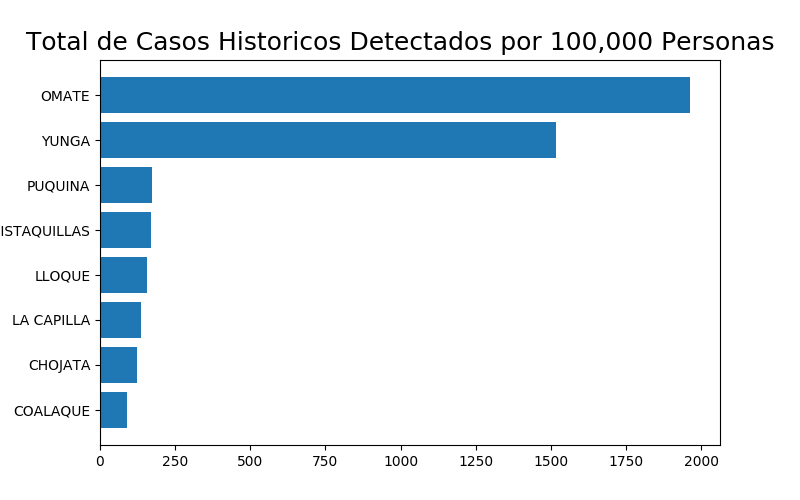 Total de Casos Historicos Detectados por 100,000 Personas
OMATE
YUNGA
PUQUINA
ISTAQUILLAS
LLOQUE
LA CAPILLA
CHOJATA
COALAQUE
0 250 500 750 1000 1250 1500 1750 2000